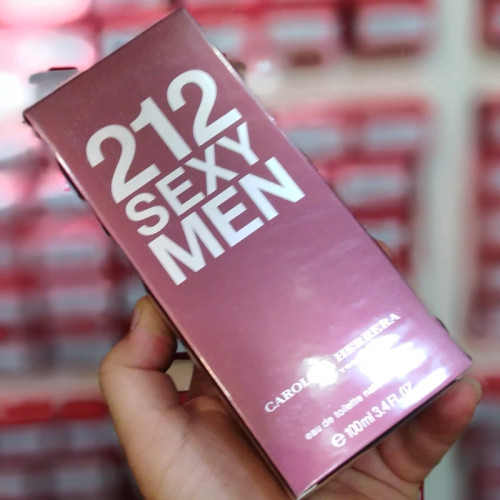 212
SEXY
MEN
CAROLINA HERRERA
eau de toilette
e 100ml 3.4 FL.OZ.